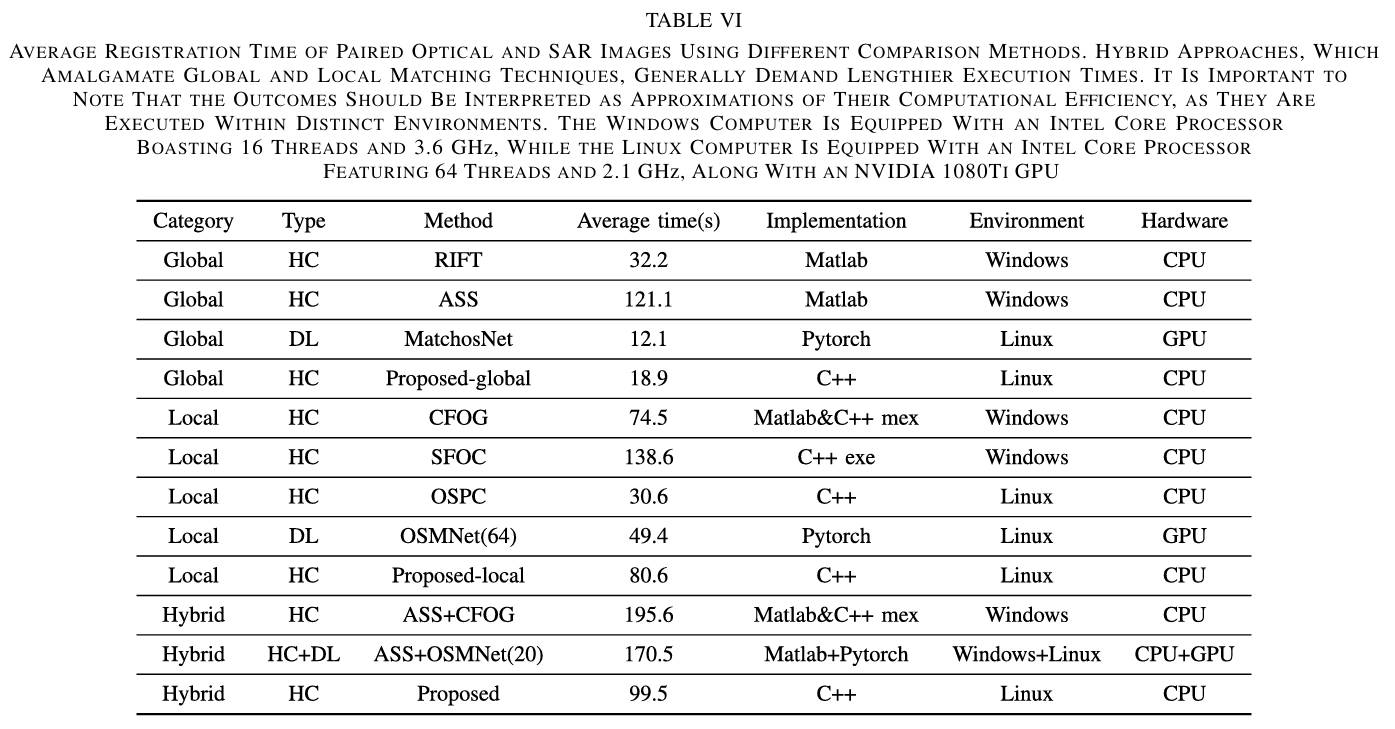 TABLE VI
AVERAGE REGISTRATION TIME OF PAIRED OPTICAL AND SAR IMAGES USING DIFFERENT COMPARISON METHODS. HYBRID APPROACHES, WHICH
AMALGAMATE GLOBAL AND LOCAL MATCHING TECHNIQUES, GENERALLY DEMAND LENGTHIER EXECUTION TIMES. IT IS IMPORTANT TO
NOTE THAT THE OUTCOMES SHOULD BE INTERPRETED AS APPROXIMATIONS OF THEIR COMPUTATIONAL EFFICIENCY, AS THEY ARE
EXECUTED WITHIN DISTINCT ENVIRONMENTS. THE WINDOWS COMPUTER IS EQUIPPED WITH AN INTEL CORE PROCESSOR
BOASTING 16 THREADS AND 3.6 GHZ, WHILE THE LINUX COMPUTER IS EQUIPPED WITH AN INTEL CORE PROCESSOR
FEATURING 64 THREADS AND 2.1 GHZ, ALONG WITH AN NVIDIA 1080TI GPU
Category Type Method Average time(s) Implementation Environment Hardware
Global HC RIFT 32.2 Matlab Windows CPU
Global HC ASS 121.1 Matlab Windows CPU
Global DL MatchosNet 12.1 Pytorch Linux GPU
Global HC Proposed-global 18.9 C++ Linux CPU
Local HC CFOG 74.5 Matlab&C++ mex Windows CPU
Local HC SFOC 138.6 C++ exe Windows CPU
Local HC OSPC 30.6 C++ Linux CPU
Local DL OSMNet(64) 49.4 Pytorch Linux GPU
Local HC Proposed-local 80.6 C++ Linux CPU
Hybrid HC ASS+CFOG 195.6 Matlab&C++ mex Windows CPU
Hybrid HC+DL ASS+OSMNet(20) 170.5 Matlab+Pytorch Windows+Linux CPU+GPU
Hybrid HC Proposed 99.5 C++ Linux CPU